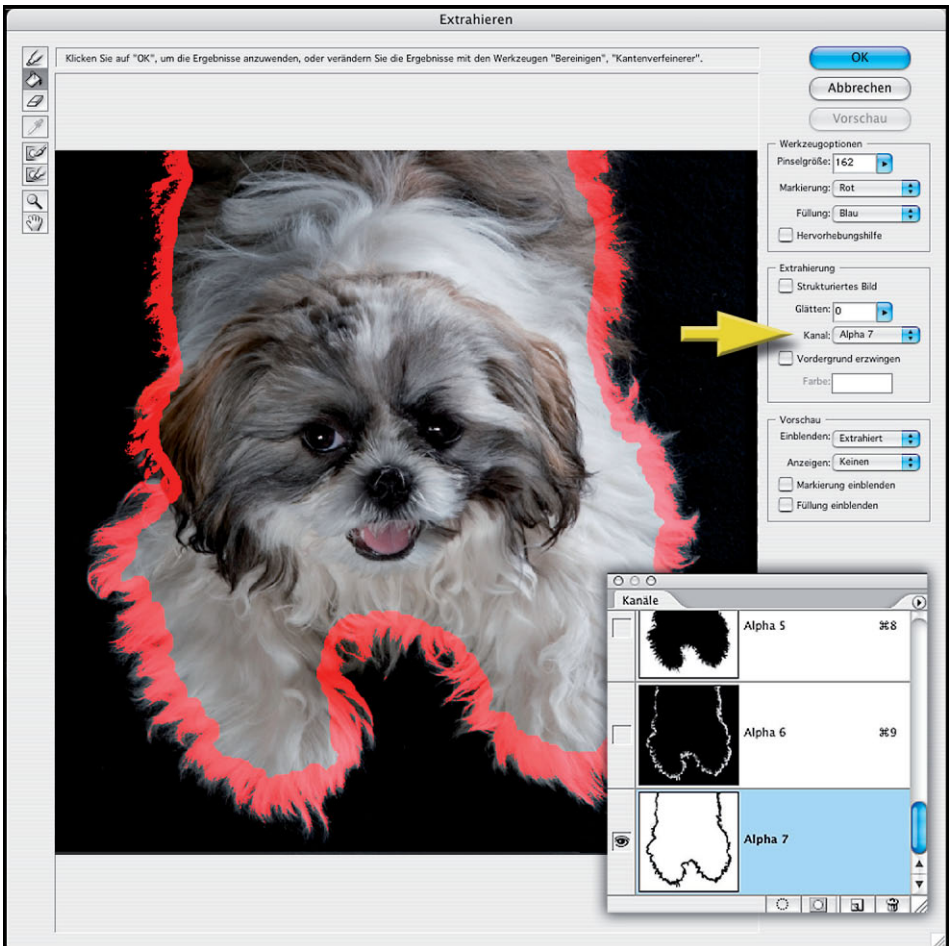 Extrahieren
Klicken Sie auf "OK", um die Ergebnisse anzuwenden, oder verändern Sie die Ergebnisse mit den Werkzeugen "Bereinigen", "Kantenverfeinerer".
OK
Abbrechen
Vorschau
Werkzeugoptionen
Pinselgröße: 162
Markierung: Rot
Füllung: Blau
Hervorhebungshilfe
Extrahierung
Strukturiertes Bild
Glätten: 0
Kanal: Alpha 7
Vordergrund erzwingen
Farbe:
Vorschau
Einblenden: Extrahiert
Anzeigen: Keinen
Markierung einblenden
Füllung einblenden
Kanäle
Alpha 5 ⌘8
Alpha 6 ⌘9
Alpha 7